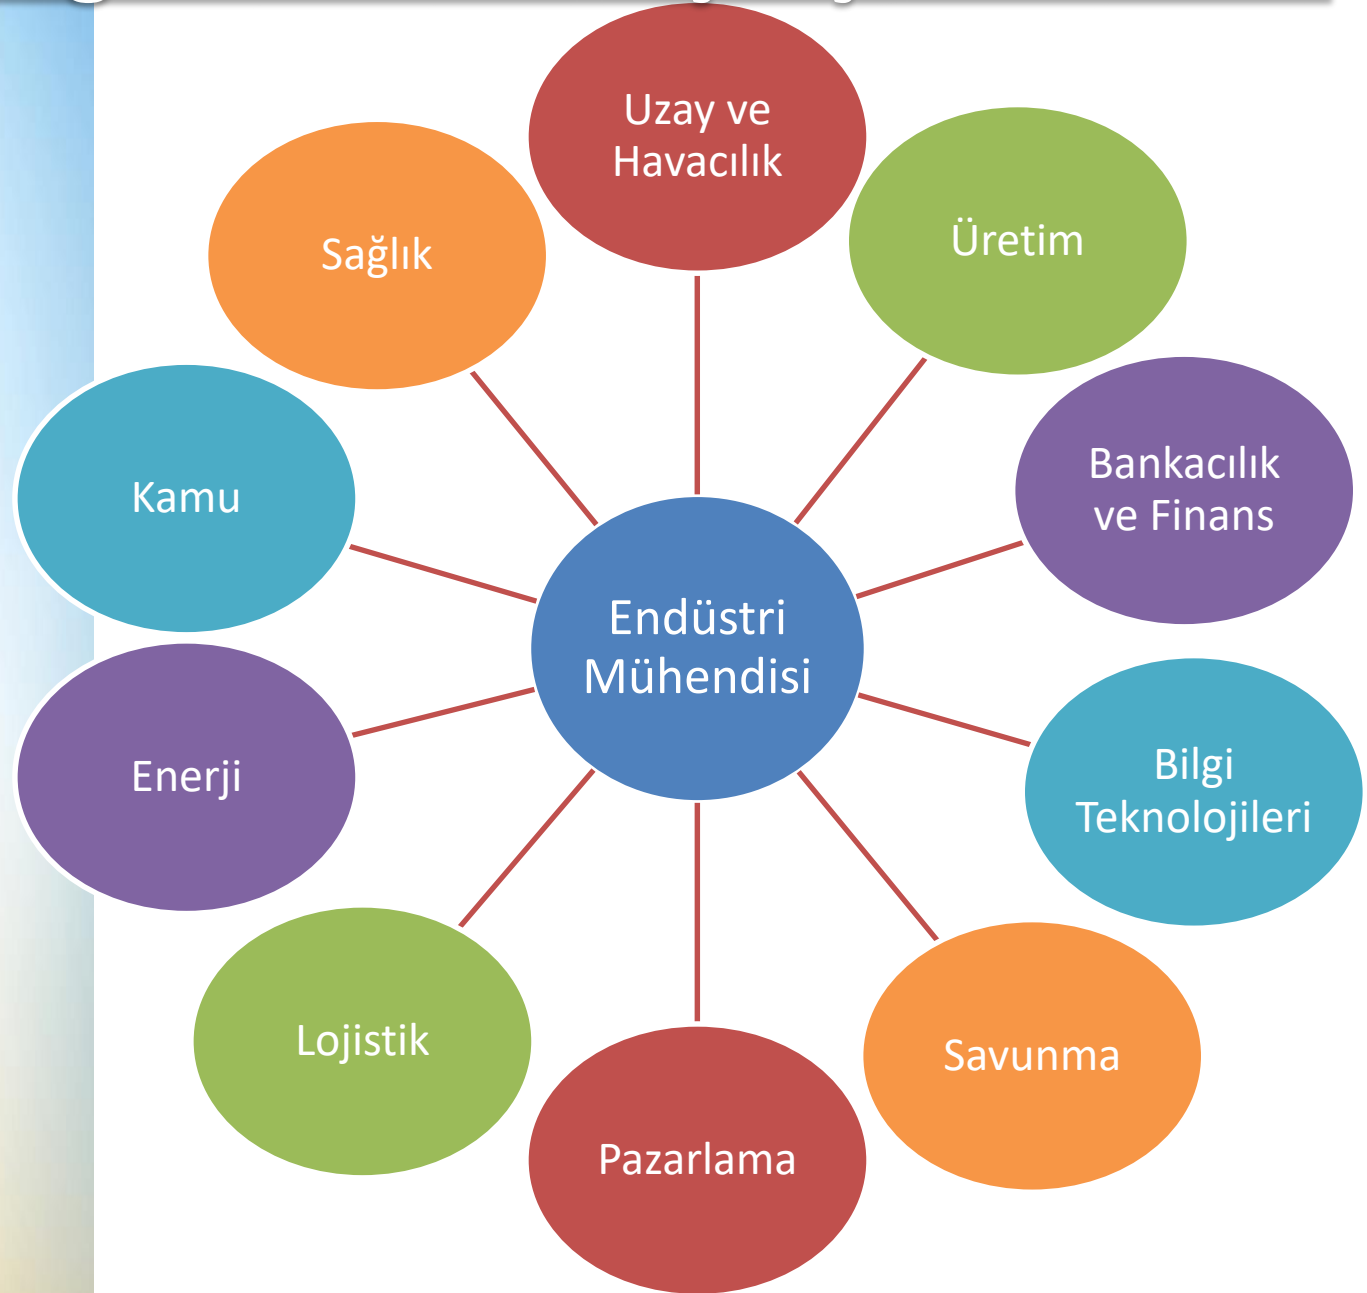 Uzay ve
Havacılık
Üretim
Bankacılık
ve Finans
Bilgi
Teknolojileri
Savunma
Pazarlama
Lojistik
Enerji
Kamu
Sağlık
Endüstri
Mühendisi